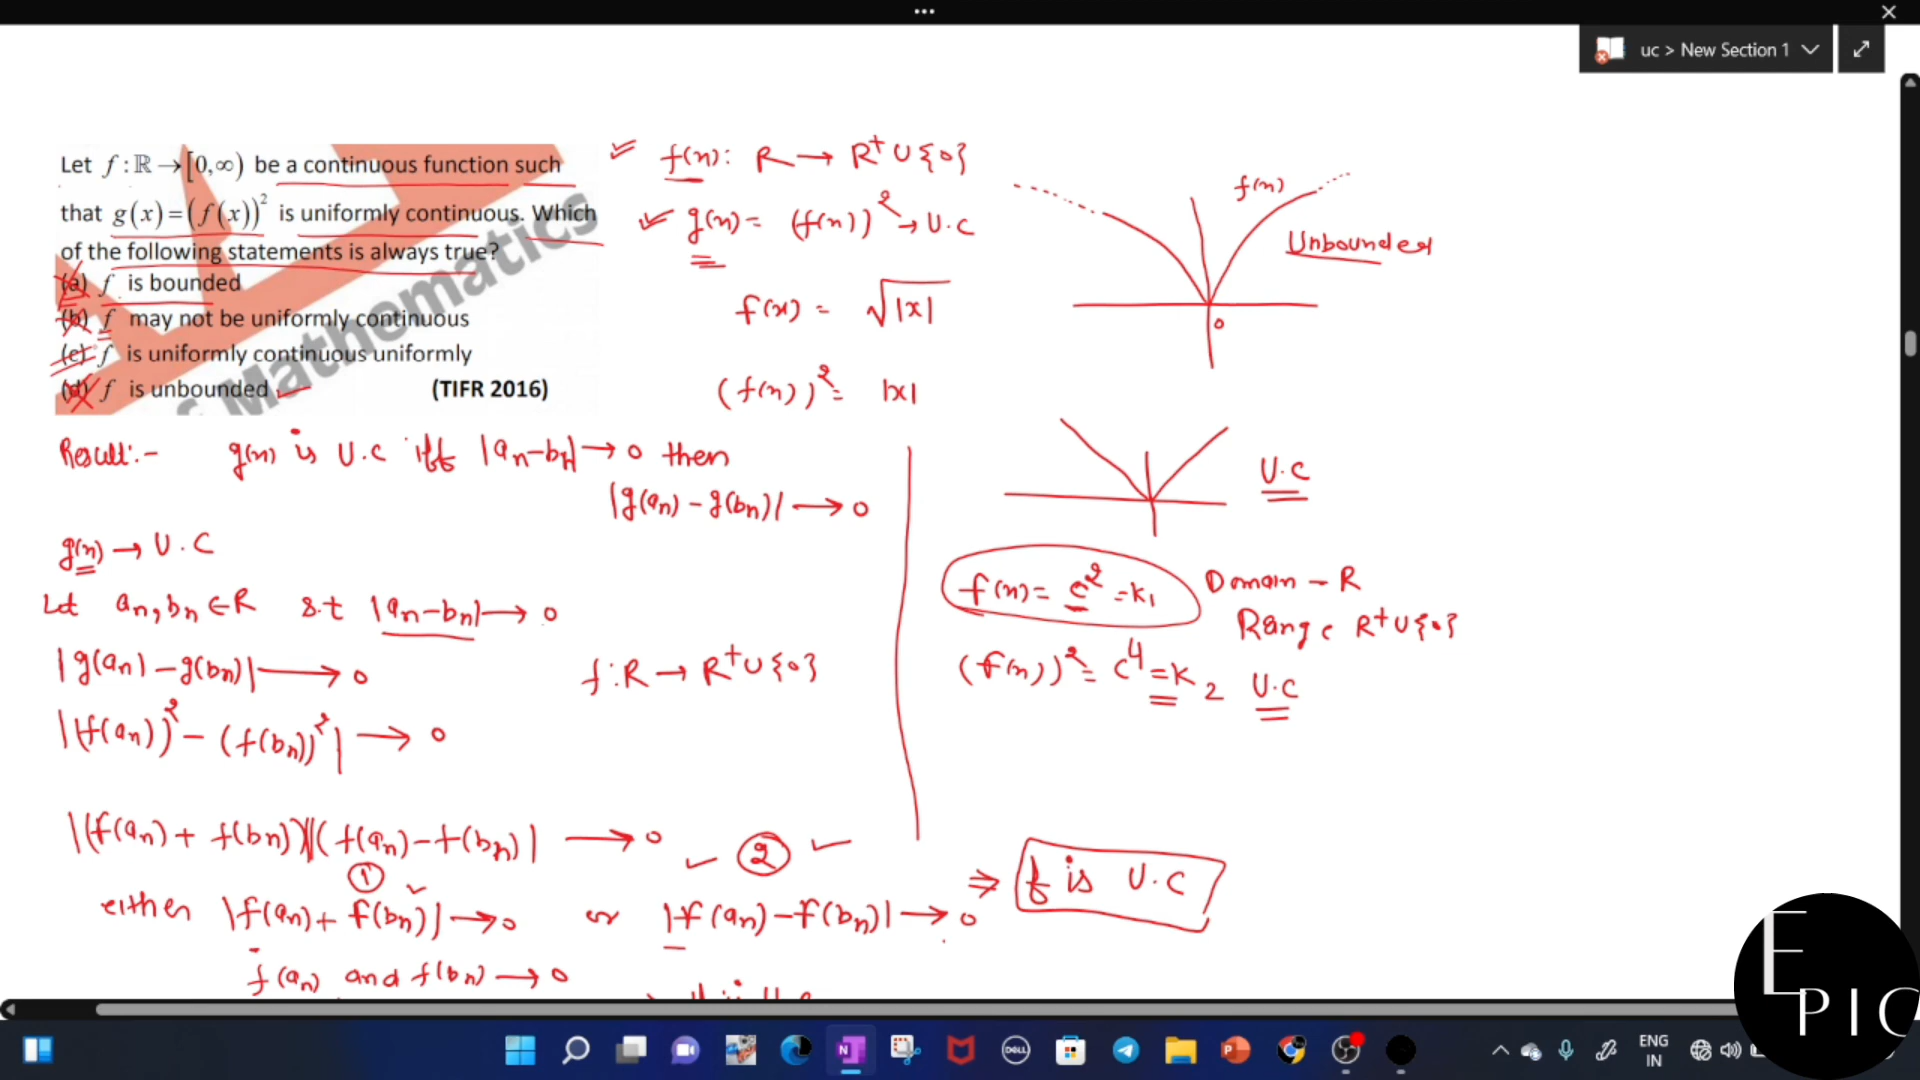 uc > New Section 1
Let f : ℝ → [0,∞) be a continuous function such
that g(x) = (f(x))² is uniformly continuous. Which
of the following statements is always true?
(a) f is bounded
(b) f may not be uniformly continuous
(c) f is uniformly continuous uniformly
(d) f is unbounded (TIFR 2016)
Mathematics
f(x): R → R⁺∪{0}
g(x) = (f(x))² → U.C
f(x) = √|x|
(f(x))² = |x|
f(x)
Unbounded
0
U.C
Result:- g(x) is U.C iff |aₙ-bₙ| → 0 then
|g(aₙ) - g(bₙ)| → 0
g(x) → U.C
Let aₙ, bₙ ∈ R s.t |aₙ-bₙ| → 0
|g(aₙ) - g(bₙ)| → 0
f: R → R⁺∪{0}
|(f(aₙ))² - (f(bₙ))²| → 0
|(f(aₙ) + f(bₙ))||(f(aₙ) - f(bₙ)| → 0
① ②
either |f(aₙ) + f(bₙ)| → 0 or |f(aₙ) - f(bₙ)| → 0
f(aₙ) and f(bₙ) → 0
f(x) = c² = k₁
Domain - R
Range R⁺∪{0}
(f(x))² = c⁴ = k₂ U.C
⇒ f is U.C
EPIC
ENG
IN